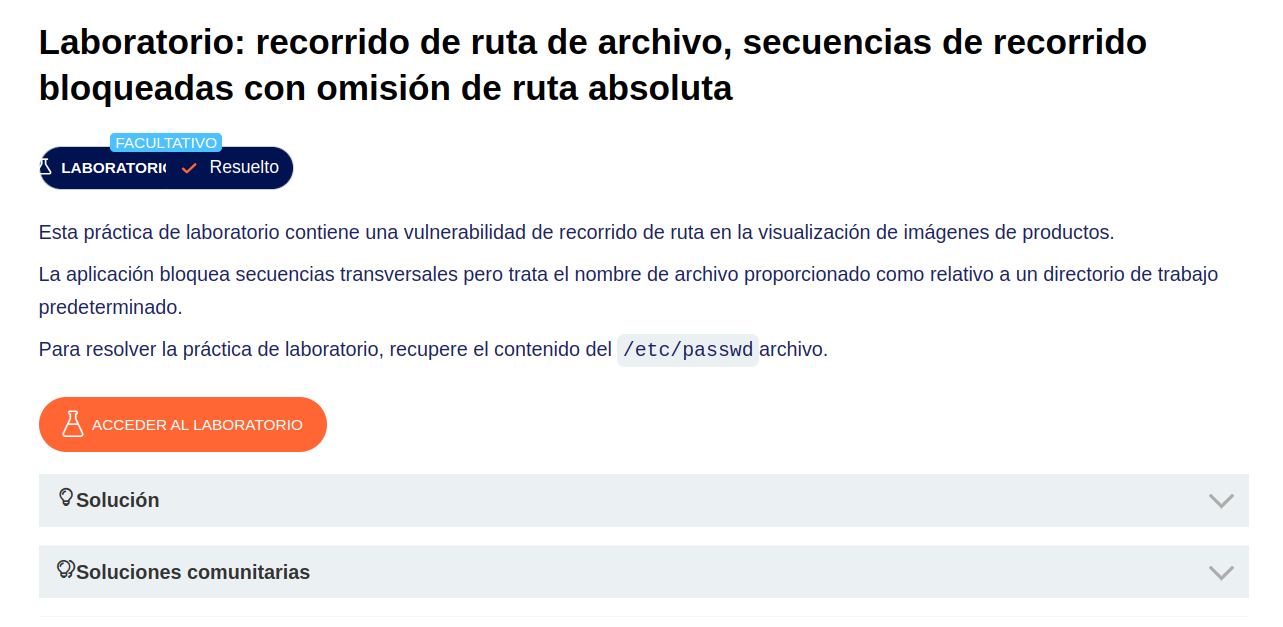 Laboratorio: recorrido de ruta de archivo, secuencias de recorrido
bloqueadas con omisión de ruta absoluta
FACULTATIVO
LABORATORIO Resuelto
Esta práctica de laboratorio contiene una vulnerabilidad de recorrido de ruta en la visualización de imágenes de productos.
La aplicación bloquea secuencias transversales pero trata el nombre de archivo proporcionado como relativo a un directorio de trabajo
predeterminado.
Para resolver la práctica de laboratorio, recupere el contenido del /etc/passwd archivo.
ACCEDER AL LABORATORIO
Solución
Soluciones comunitarias